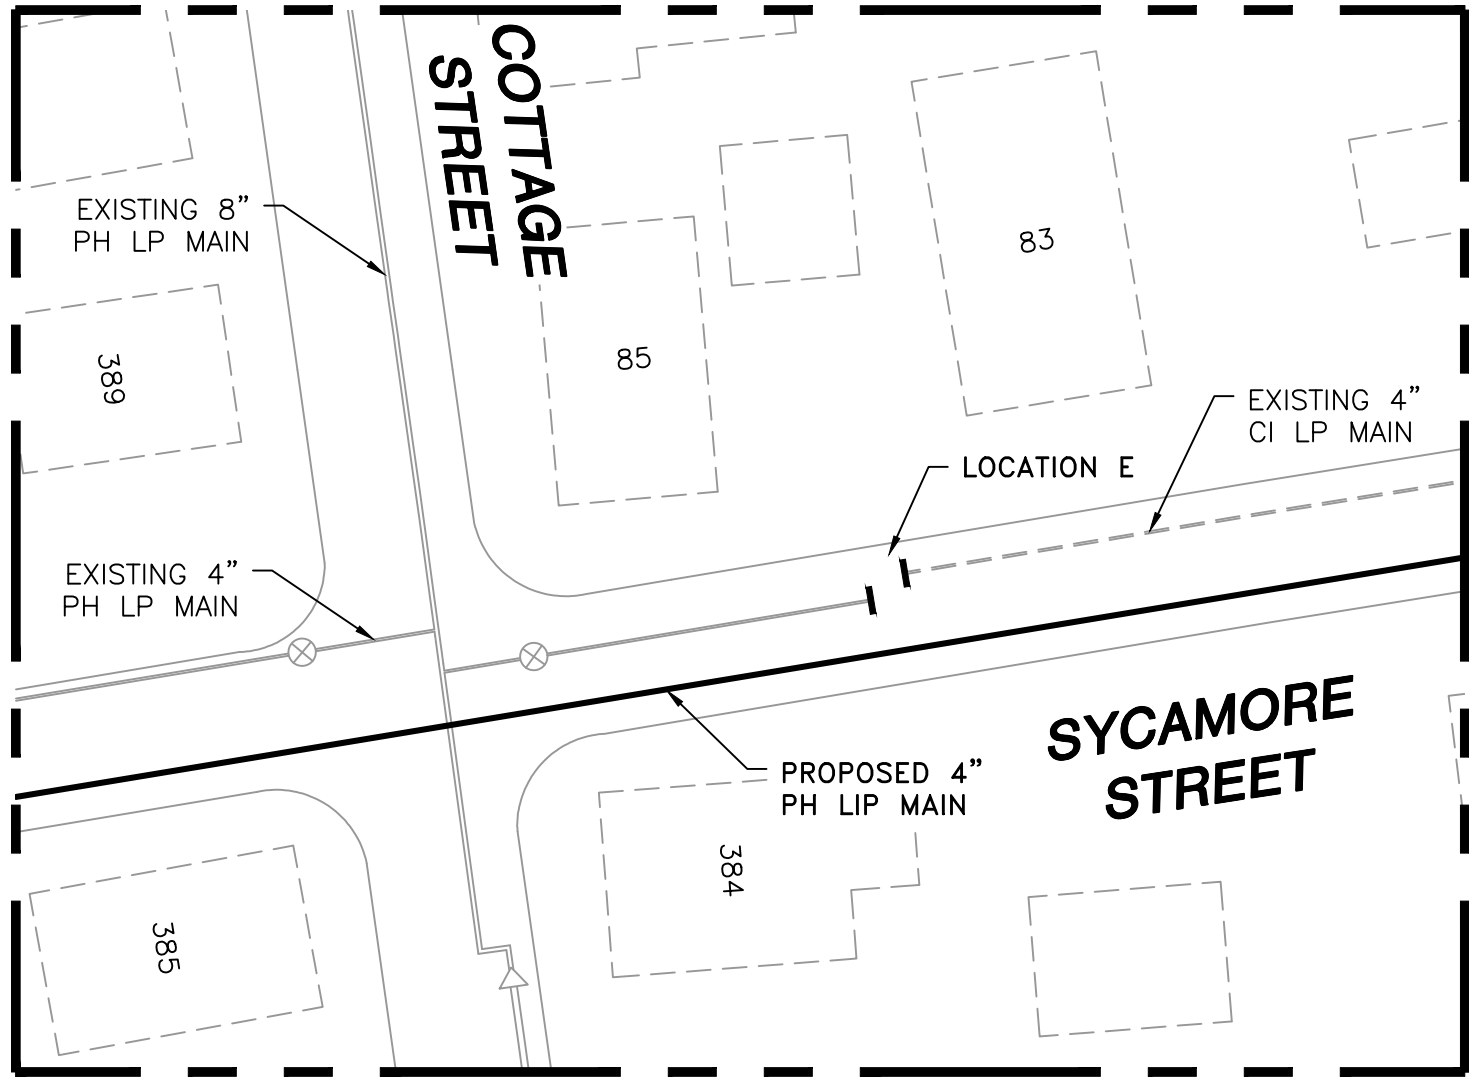 COTTAGE
STREET
EXISTING 8”
PH LP MAIN
83
85
389
EXISTING 4”
CI LP MAIN
LOCATION E
EXISTING 4”
PH LP MAIN
SYCAMORE
STREET
PROPOSED 4”
PH LIP MAIN
384
385